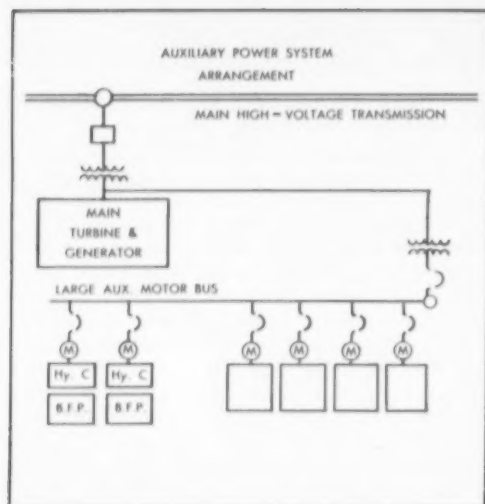 AUXILIARY POWER SYSTEM
ARRANGEMENT
MAIN HIGH-VOLTAGE TRANSMISSION
MAIN
TURBINE &
GENERATOR
LARGE AUX. MOTOR BUS
M M M M M M
Hy. C Hy. C
B.F.P. B.F.P.